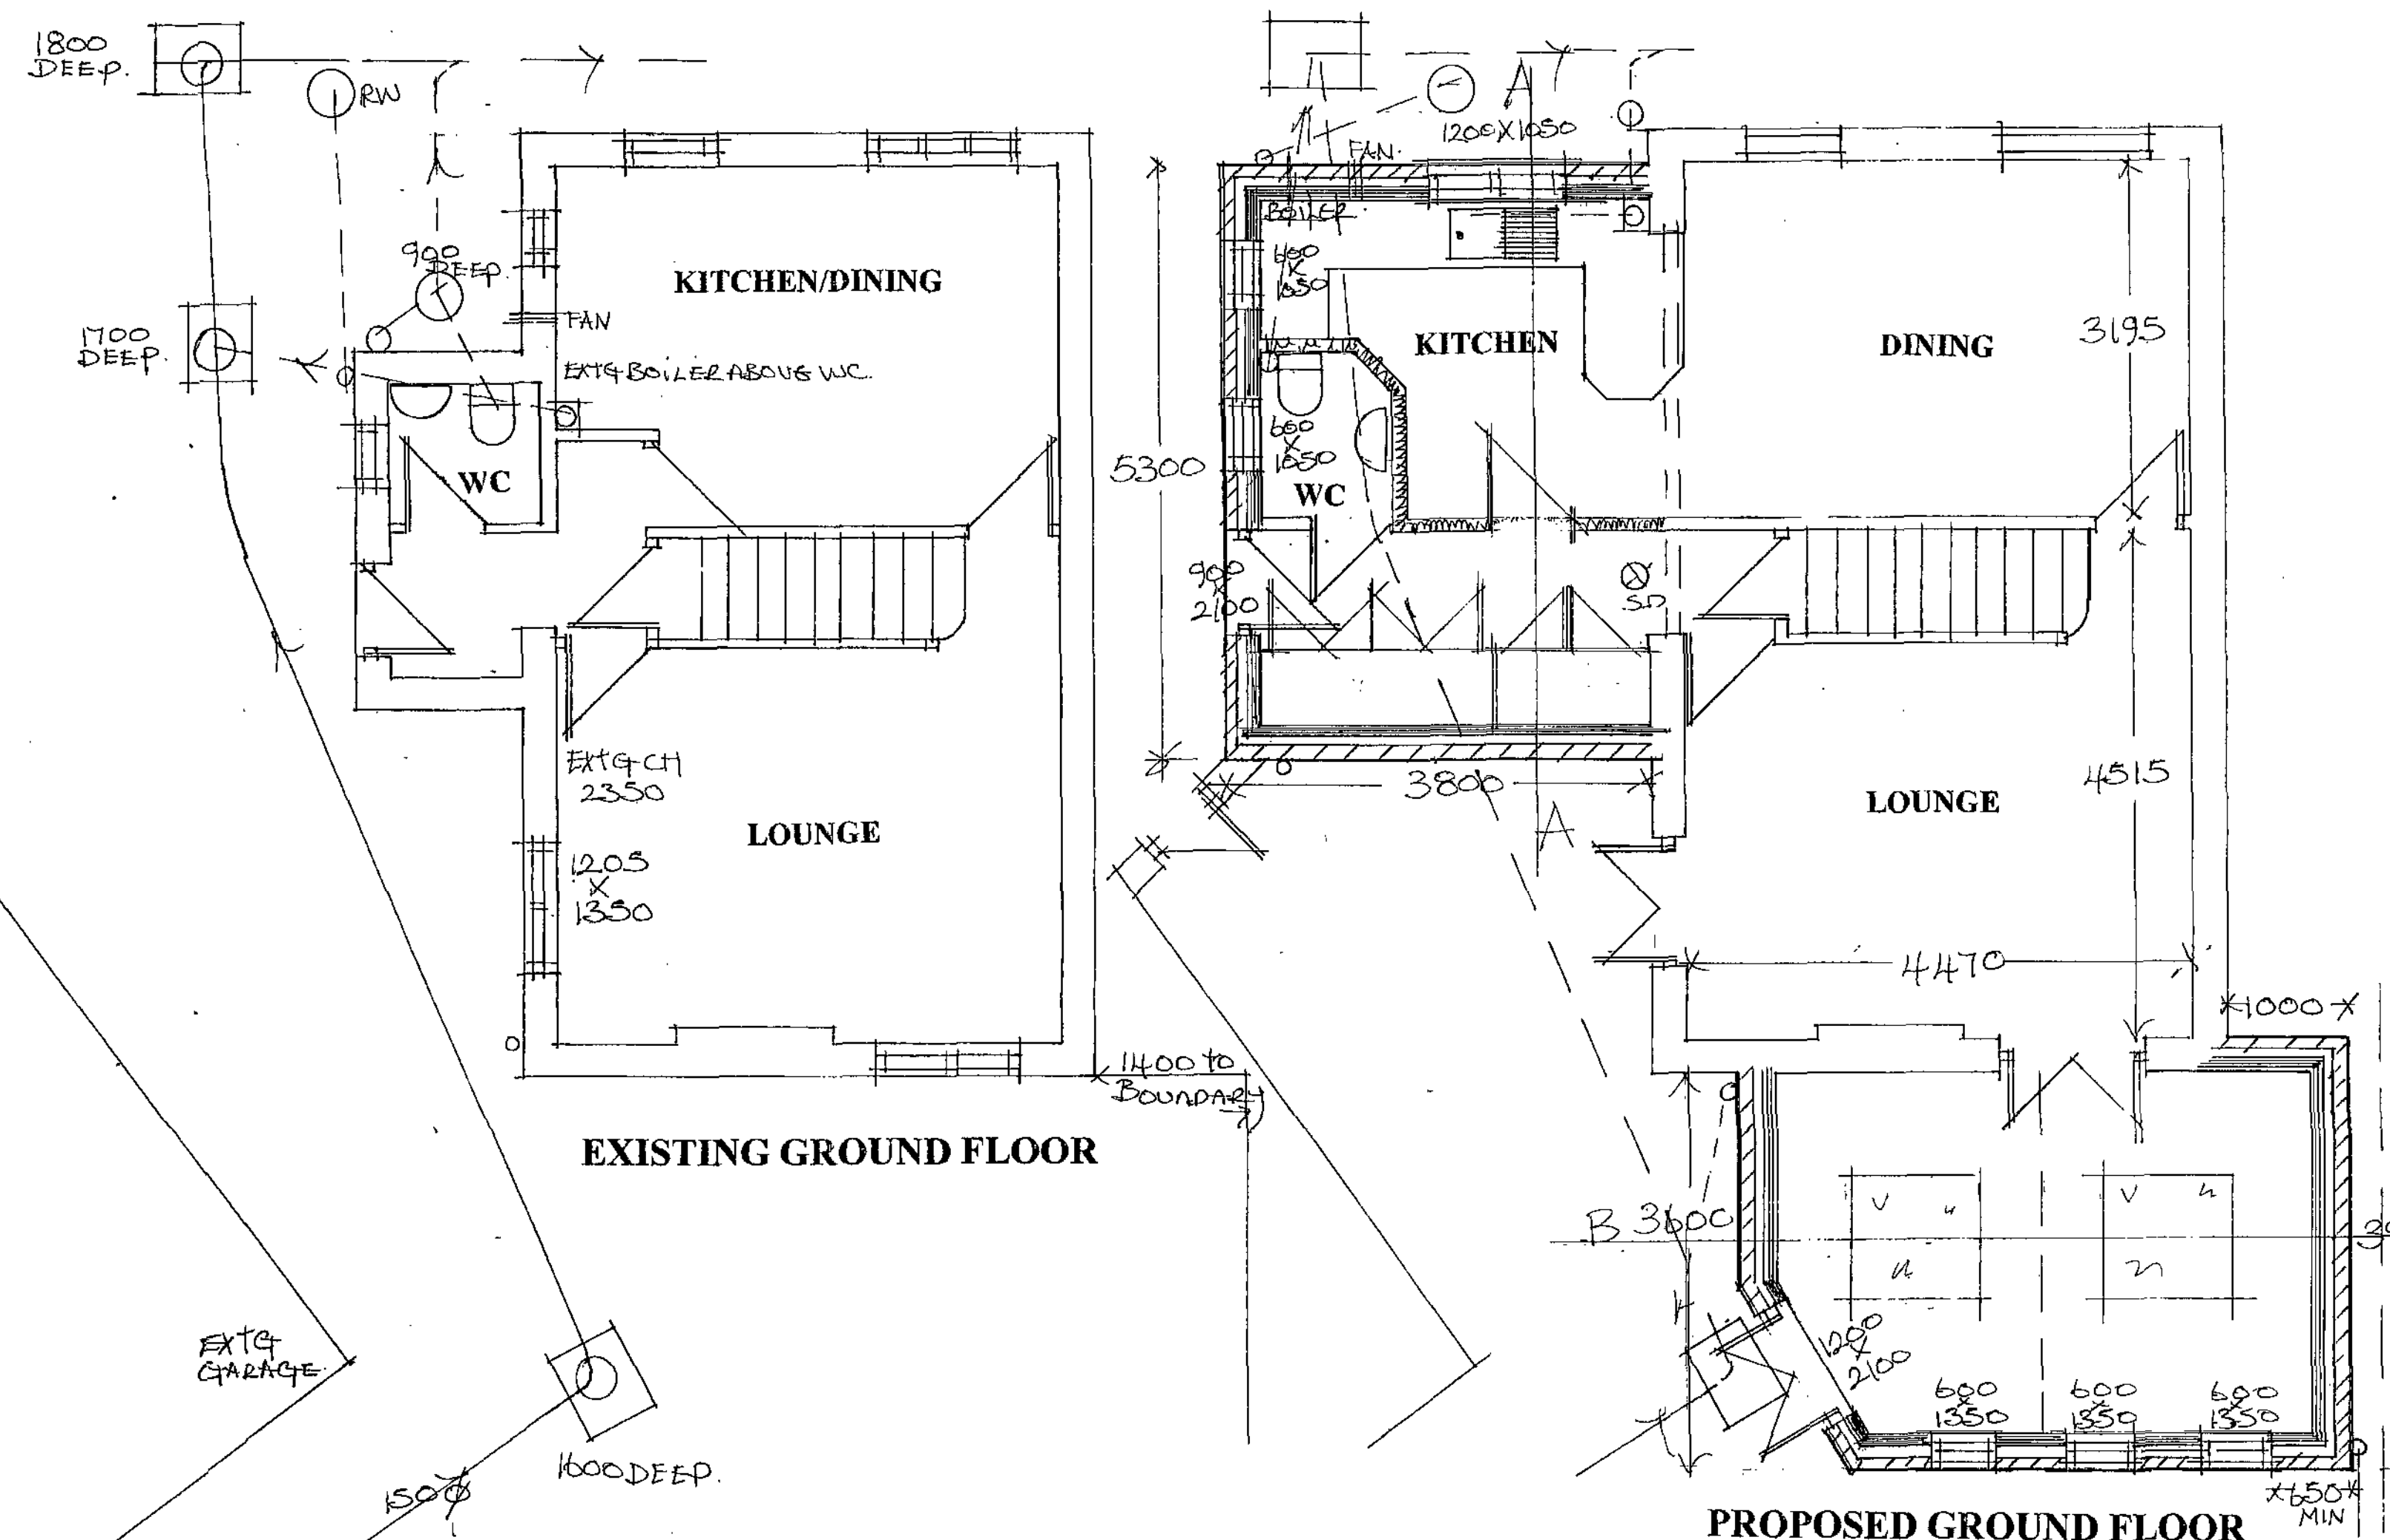 1800
DEEP.
RW
900
DEEP.
1700
DEEP.
KITCHEN/DINING
FAN
EXTG BOILER ABOVE WC.
WC
EXTG CH
2350
LOUNGE
1205
X
1350
1400 to
BOUNDARY
EXISTING GROUND FLOOR
EXTG
GARAGE.
1600 DEEP.
150Ø
A
1200X1050
FAN.
BOILER
600
X
1050
KITCHEN
DINING
3195
5300
600
X
1050
WC
900
X
2100
SD
3800
A
4515
LOUNGE
4470
1000
B
3600
1200
X
2100
600
X
1350
600
X
1350
600
X
1350
650
MIN
PROPOSED GROUND FLOOR